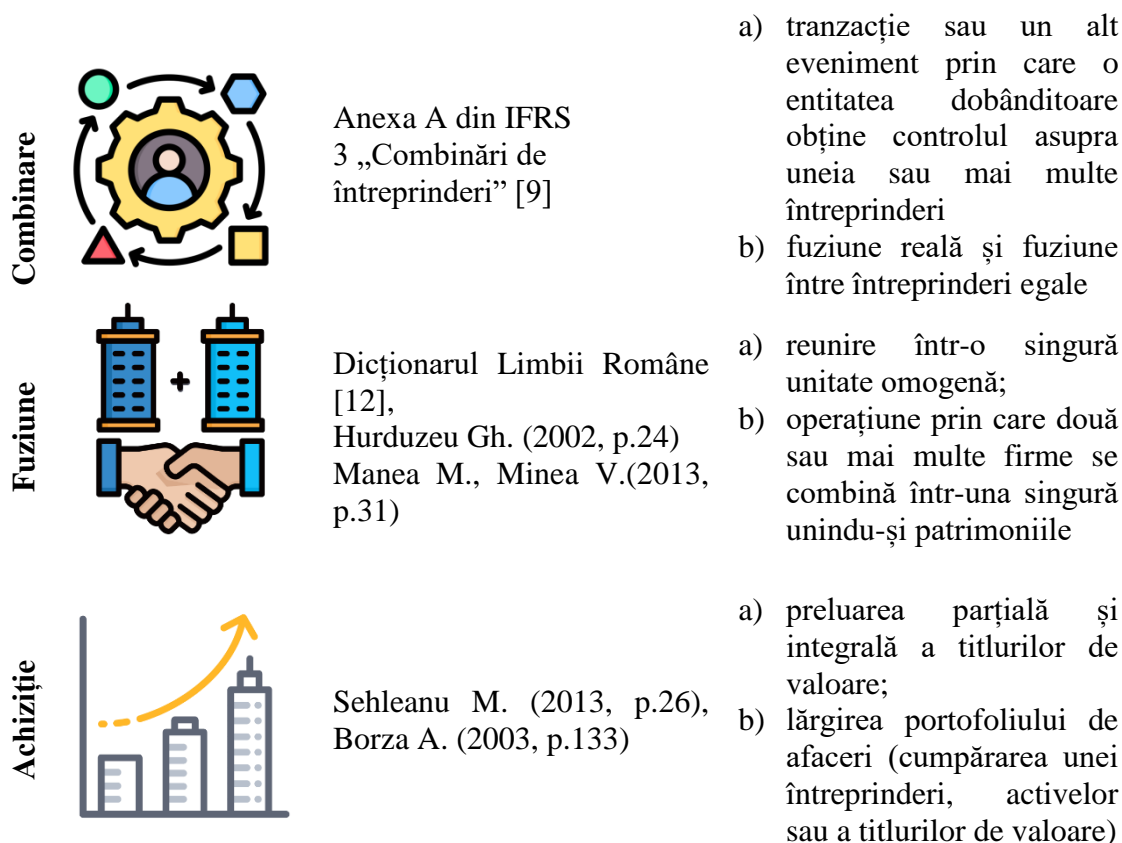 Combinare
Anexa A din IFRS
3 „Combinări de
întreprinderi” [9]
a) tranzacție sau un alt
eveniment prin care o
entitatea dobânditoare
obține controlul asupra
uneia sau mai multe
întreprinderi
b) fuziune reală și fuziune
între întreprinderi egale
Fuziune
Dicționarul Limbii Române
[12],
Hurduzeu Gh. (2002, p.24)
Manea M., Minea V.(2013,
p.31)
a) reunire într-o singură
unitate omogenă;
b) operațiune prin care două
sau mai multe firme se
combină într-una singură
unindu-și patrimoniile
Achiziție
Sehleanu M. (2013, p.26),
Borza A. (2003, p.133)
a) preluarea parțială și
integrală a titlurilor de
valoare;
b) lărgirea portofoliului de
afaceri (cumpărarea unei
întreprinderi, activelor
sau a titlurilor de valoare)